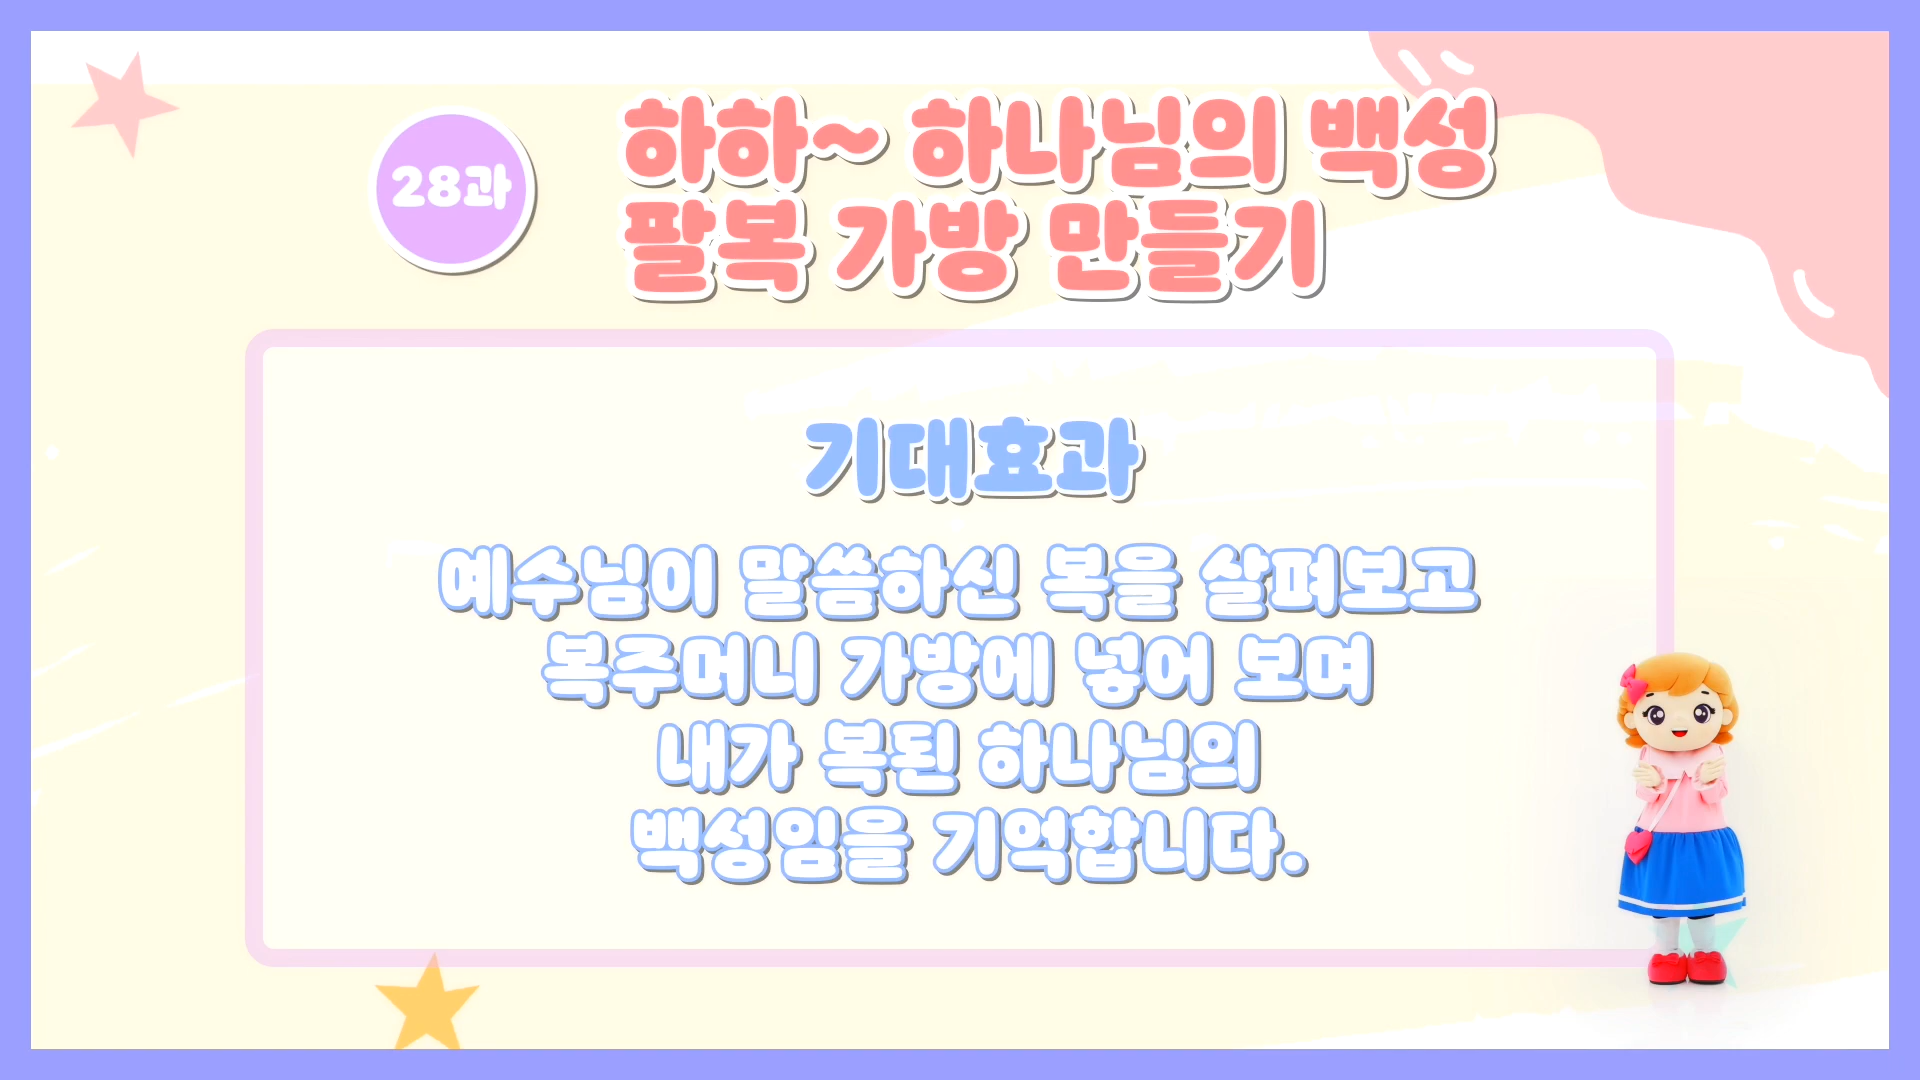 28과
하하~ 하나님의 백성
팔복 가방 만들기
기대효과
예수님이 말씀하신 복을 살펴보고
복주머니 가방에 넣어 보며
내가 복된 하나님의
백성임을 기억합니다.